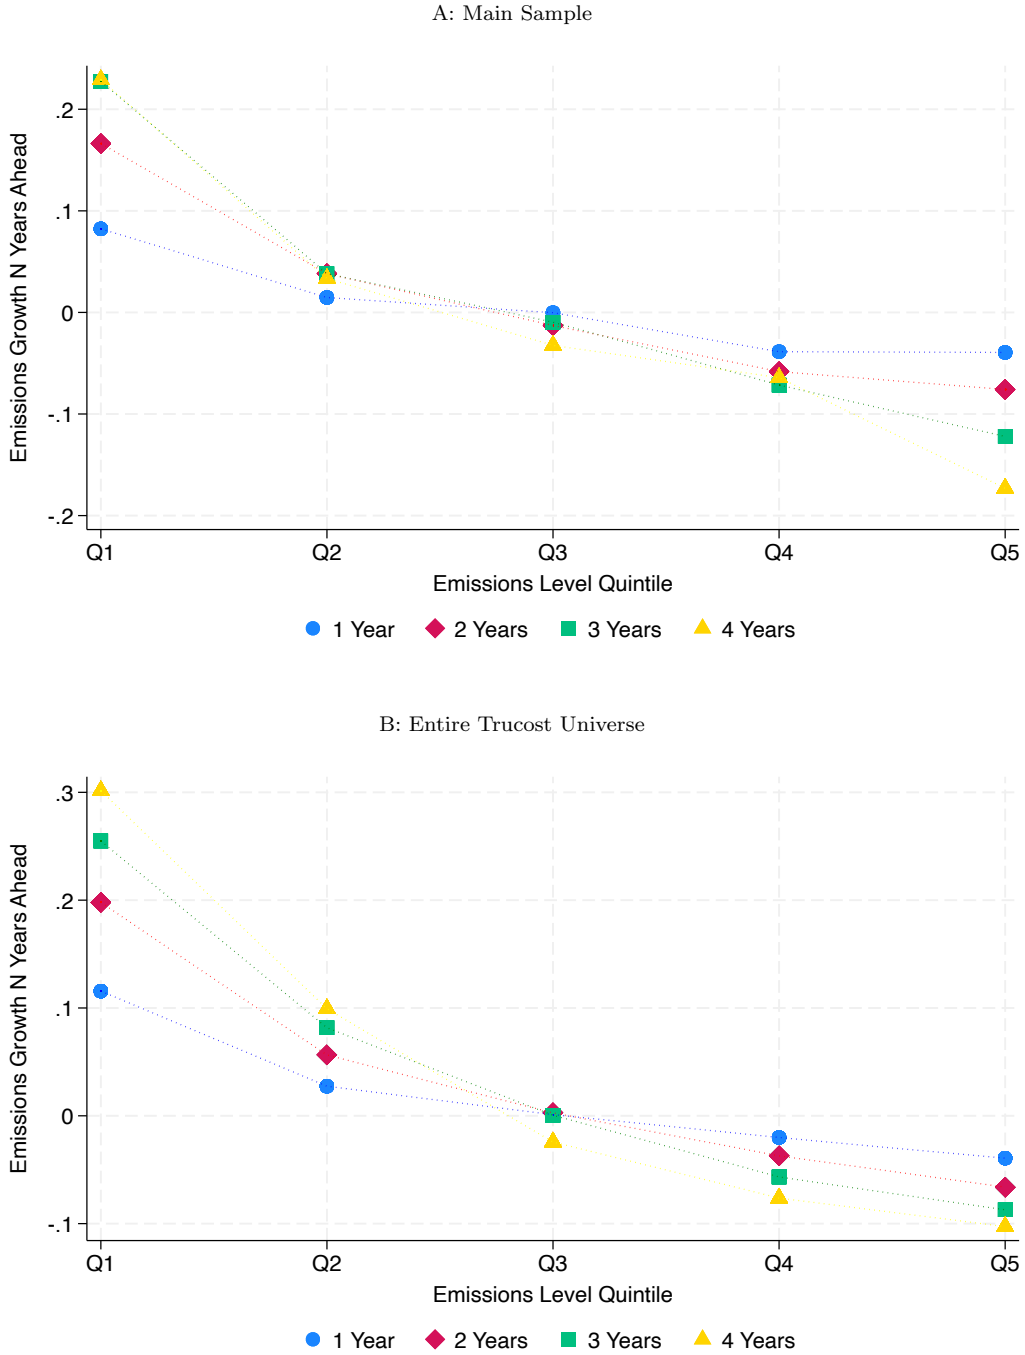 A: Main Sample
Emissions Growth N Years Ahead
.2
.1
0
-.1
-.2
Q1 Q2 Q3 Q4 Q5
Emissions Level Quintile
1 Year 2 Years 3 Years 4 Years
B: Entire Trucost Universe
Emissions Growth N Years Ahead
.3
.2
.1
0
-.1
Q1 Q2 Q3 Q4 Q5
Emissions Level Quintile
1 Year 2 Years 3 Years 4 Years